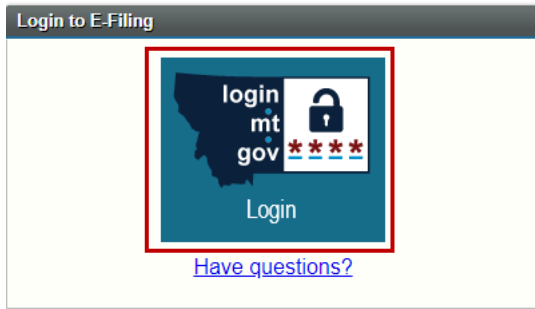 Login to E-Filing
login
mt
gov ****
Login
Have questions?